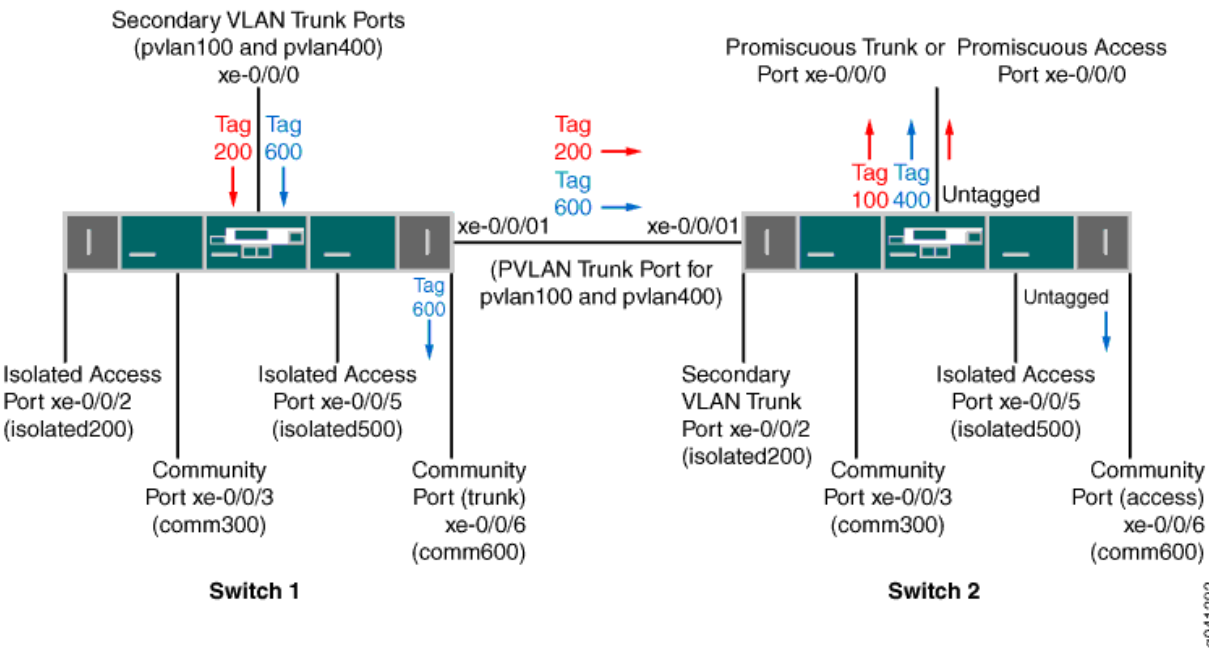 Secondary VLAN Trunk Ports
(pvlan100 and pvlan400)
xe-0/0/0
Promiscuous Trunk or
Port xe-0/0/0
Promiscuous Access
Port xe-0/0/0
Tag
200
Tag
600
Tag
200
Tag
600
Tag
100
Tag
400
Untagged
xe-0/0/01
xe-0/0/01
(PVLAN Trunk Port for
pvlan100 and pvlan400)
Tag
600
Untagged
Isolated Access
Port xe-0/0/2
(isolated200)
Isolated Access
Port xe-0/0/5
(isolated500)
Secondary
VLAN Trunk
Port xe-0/0/2
(isolated200)
Isolated Access
Port xe-0/0/5
(isolated500)
Community
Port xe-0/0/3
(comm300)
Community
Port (trunk)
xe-0/0/6
(comm600)
Community
Port xe-0/0/3
(comm300)
Community
Port (access)
xe-0/0/6
(comm600)
Switch 1
Switch 2